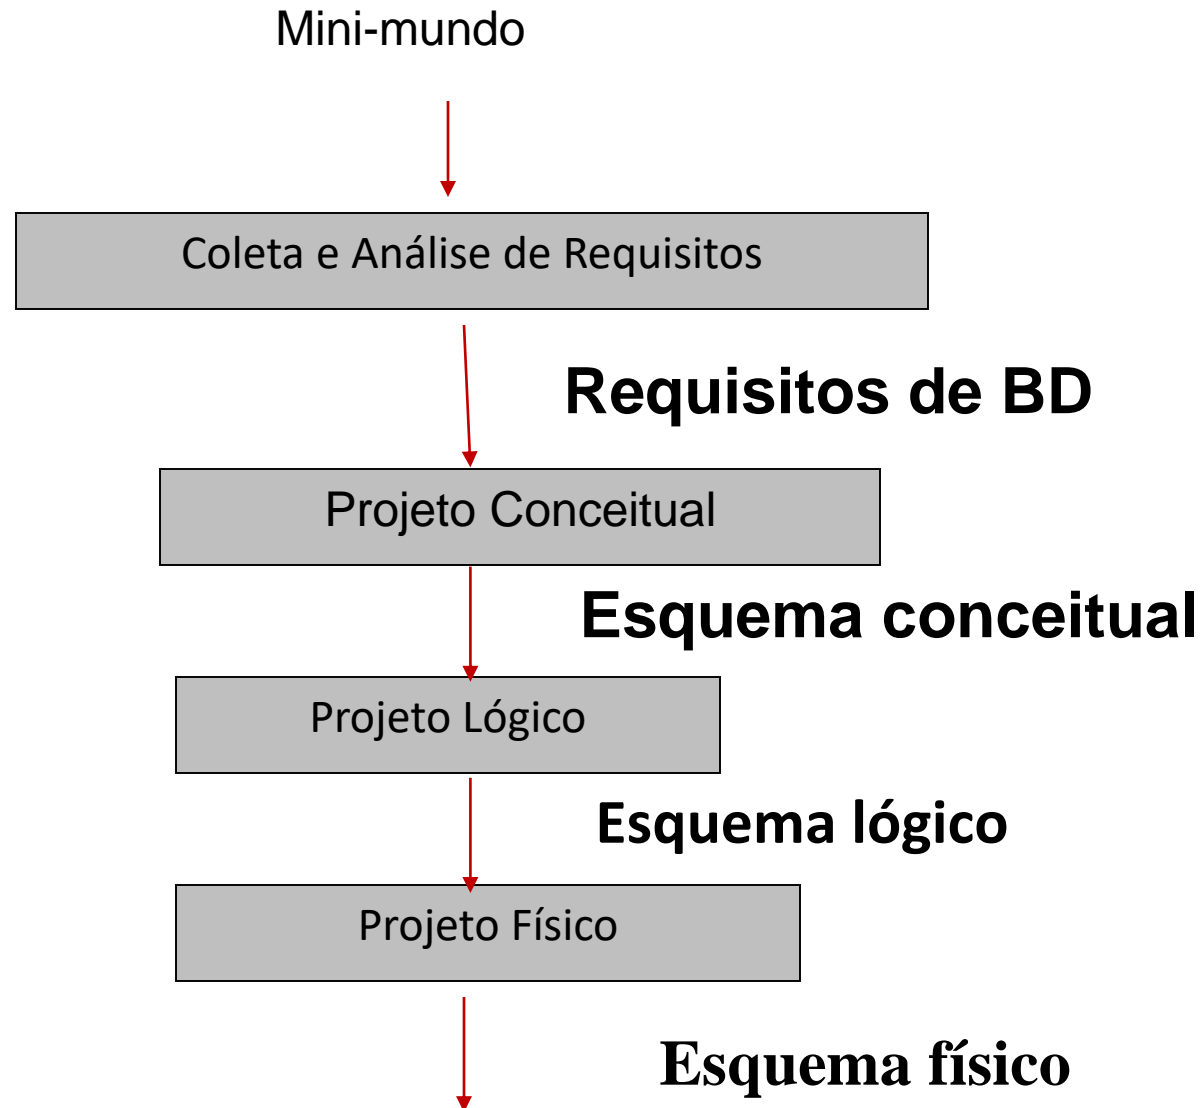 Mini-mundo
Coleta e Análise de Requisitos
Requisitos de BD
Projeto Conceitual
Esquema conceitual
Projeto Lógico
Esquema lógico
Projeto Físico
Esquema físico